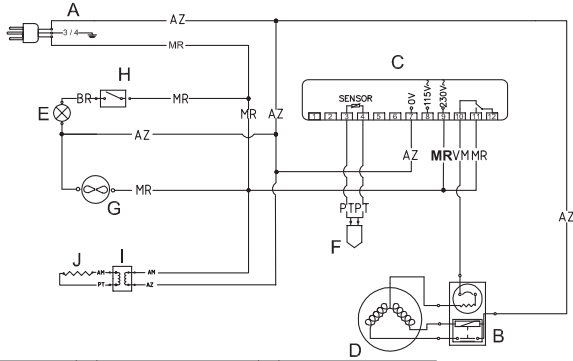 A
AZ
3 / 4
MR
H
C
E
BR
MR
SENSOR
0V
115V~
230V~
1 2 3 4 5 6 7 8 9 10 11 12
MR
AZ
AZ
AZ
MR
VM
MR
G
MR
PT
PT
AZ
F
J
I
AM
AM
PT
AZ
D
B